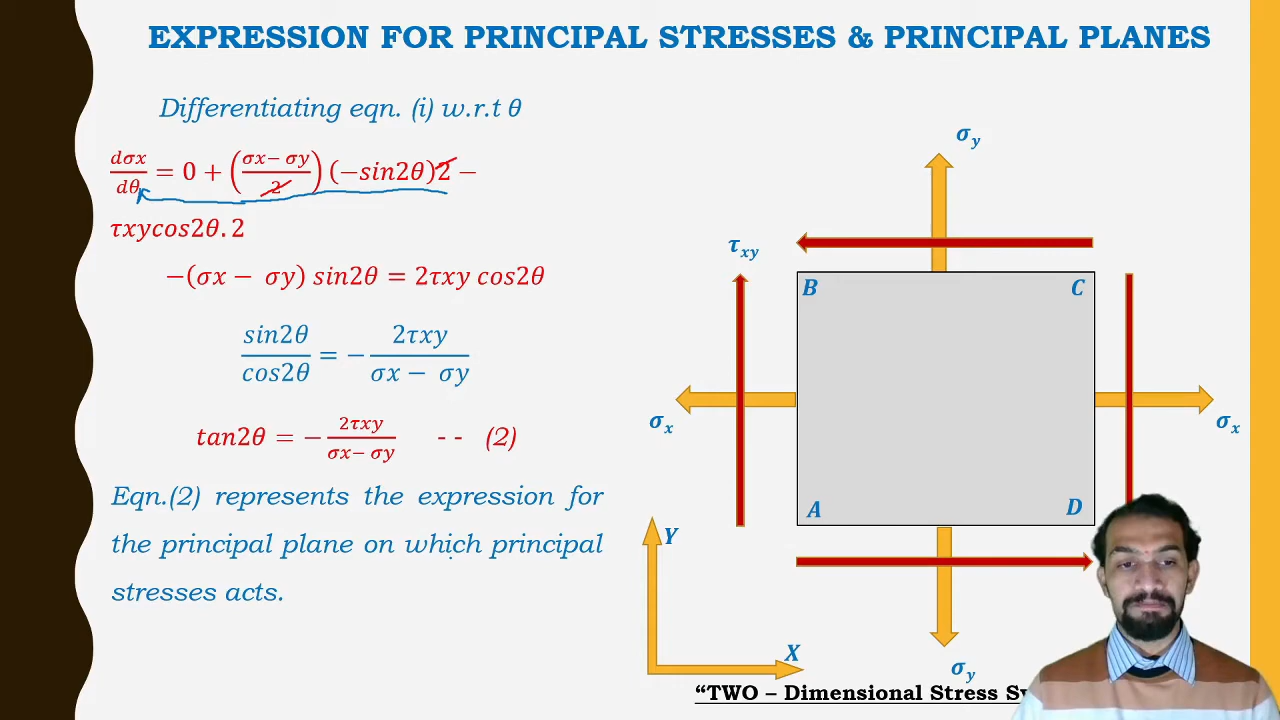 EXPRESSION FOR PRINCIPAL STRESSES & PRINCIPAL PLANES
Differentiating eqn. (i) w.r.t θ
dσx/dθ = 0 + ((σx− σy)/2) (−sin2θ)2 −
τxycos2θ.2
−(σx − σy) sin2θ = 2τxy cos2θ
sin2θ/cos2θ = − 2τxy/(σx − σy)
tan2θ = − 2τxy/(σx− σy) - - (2)
Eqn.(2) represents the expression for
the principal plane on which principal
stresses acts.
σy
τxy
B C
σx σx
A D
Y
X
σy
“TWO – Dimensional Stress